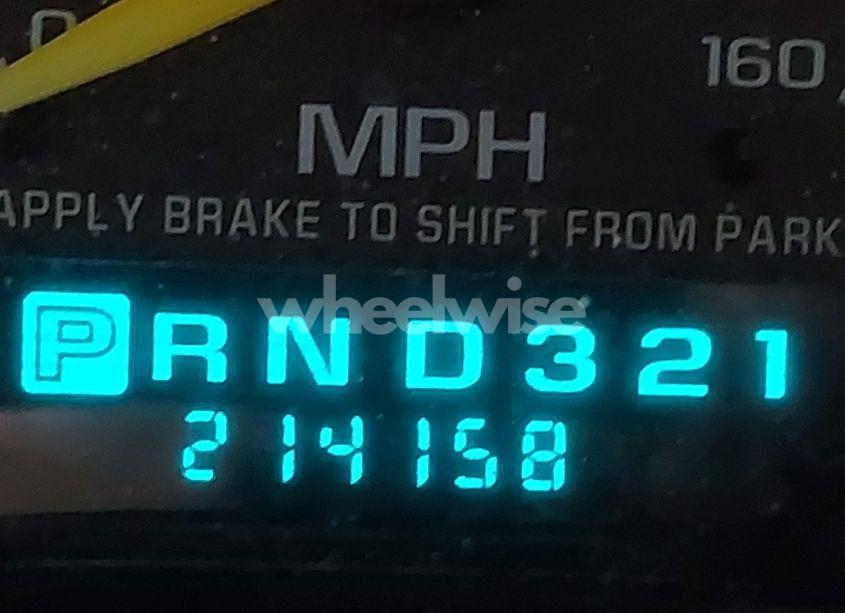 160
MPH
APPLY BRAKE TO SHIFT FROM PARK
wheelwise
P R N D 3 2 1
214158